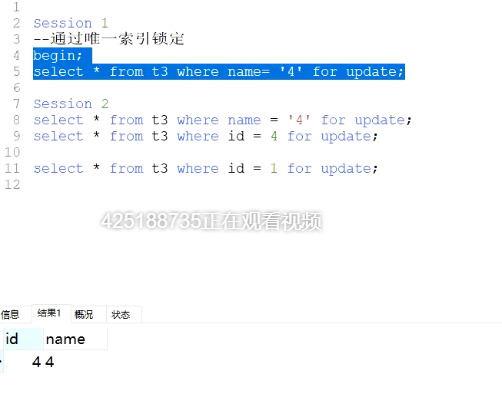 1
2 Session 1
3 --通过唯一索引锁定
4 begin;
5 select * from t3 where name= '4' for update;
6
7 Session 2
8 select * from t3 where name = '4' for update;
9 select * from t3 where id = 4 for update;
10
11 select * from t3 where id = 1 for update;
12
425188735正在观看视频
信息 结果1 概况 状态
id name
4 4